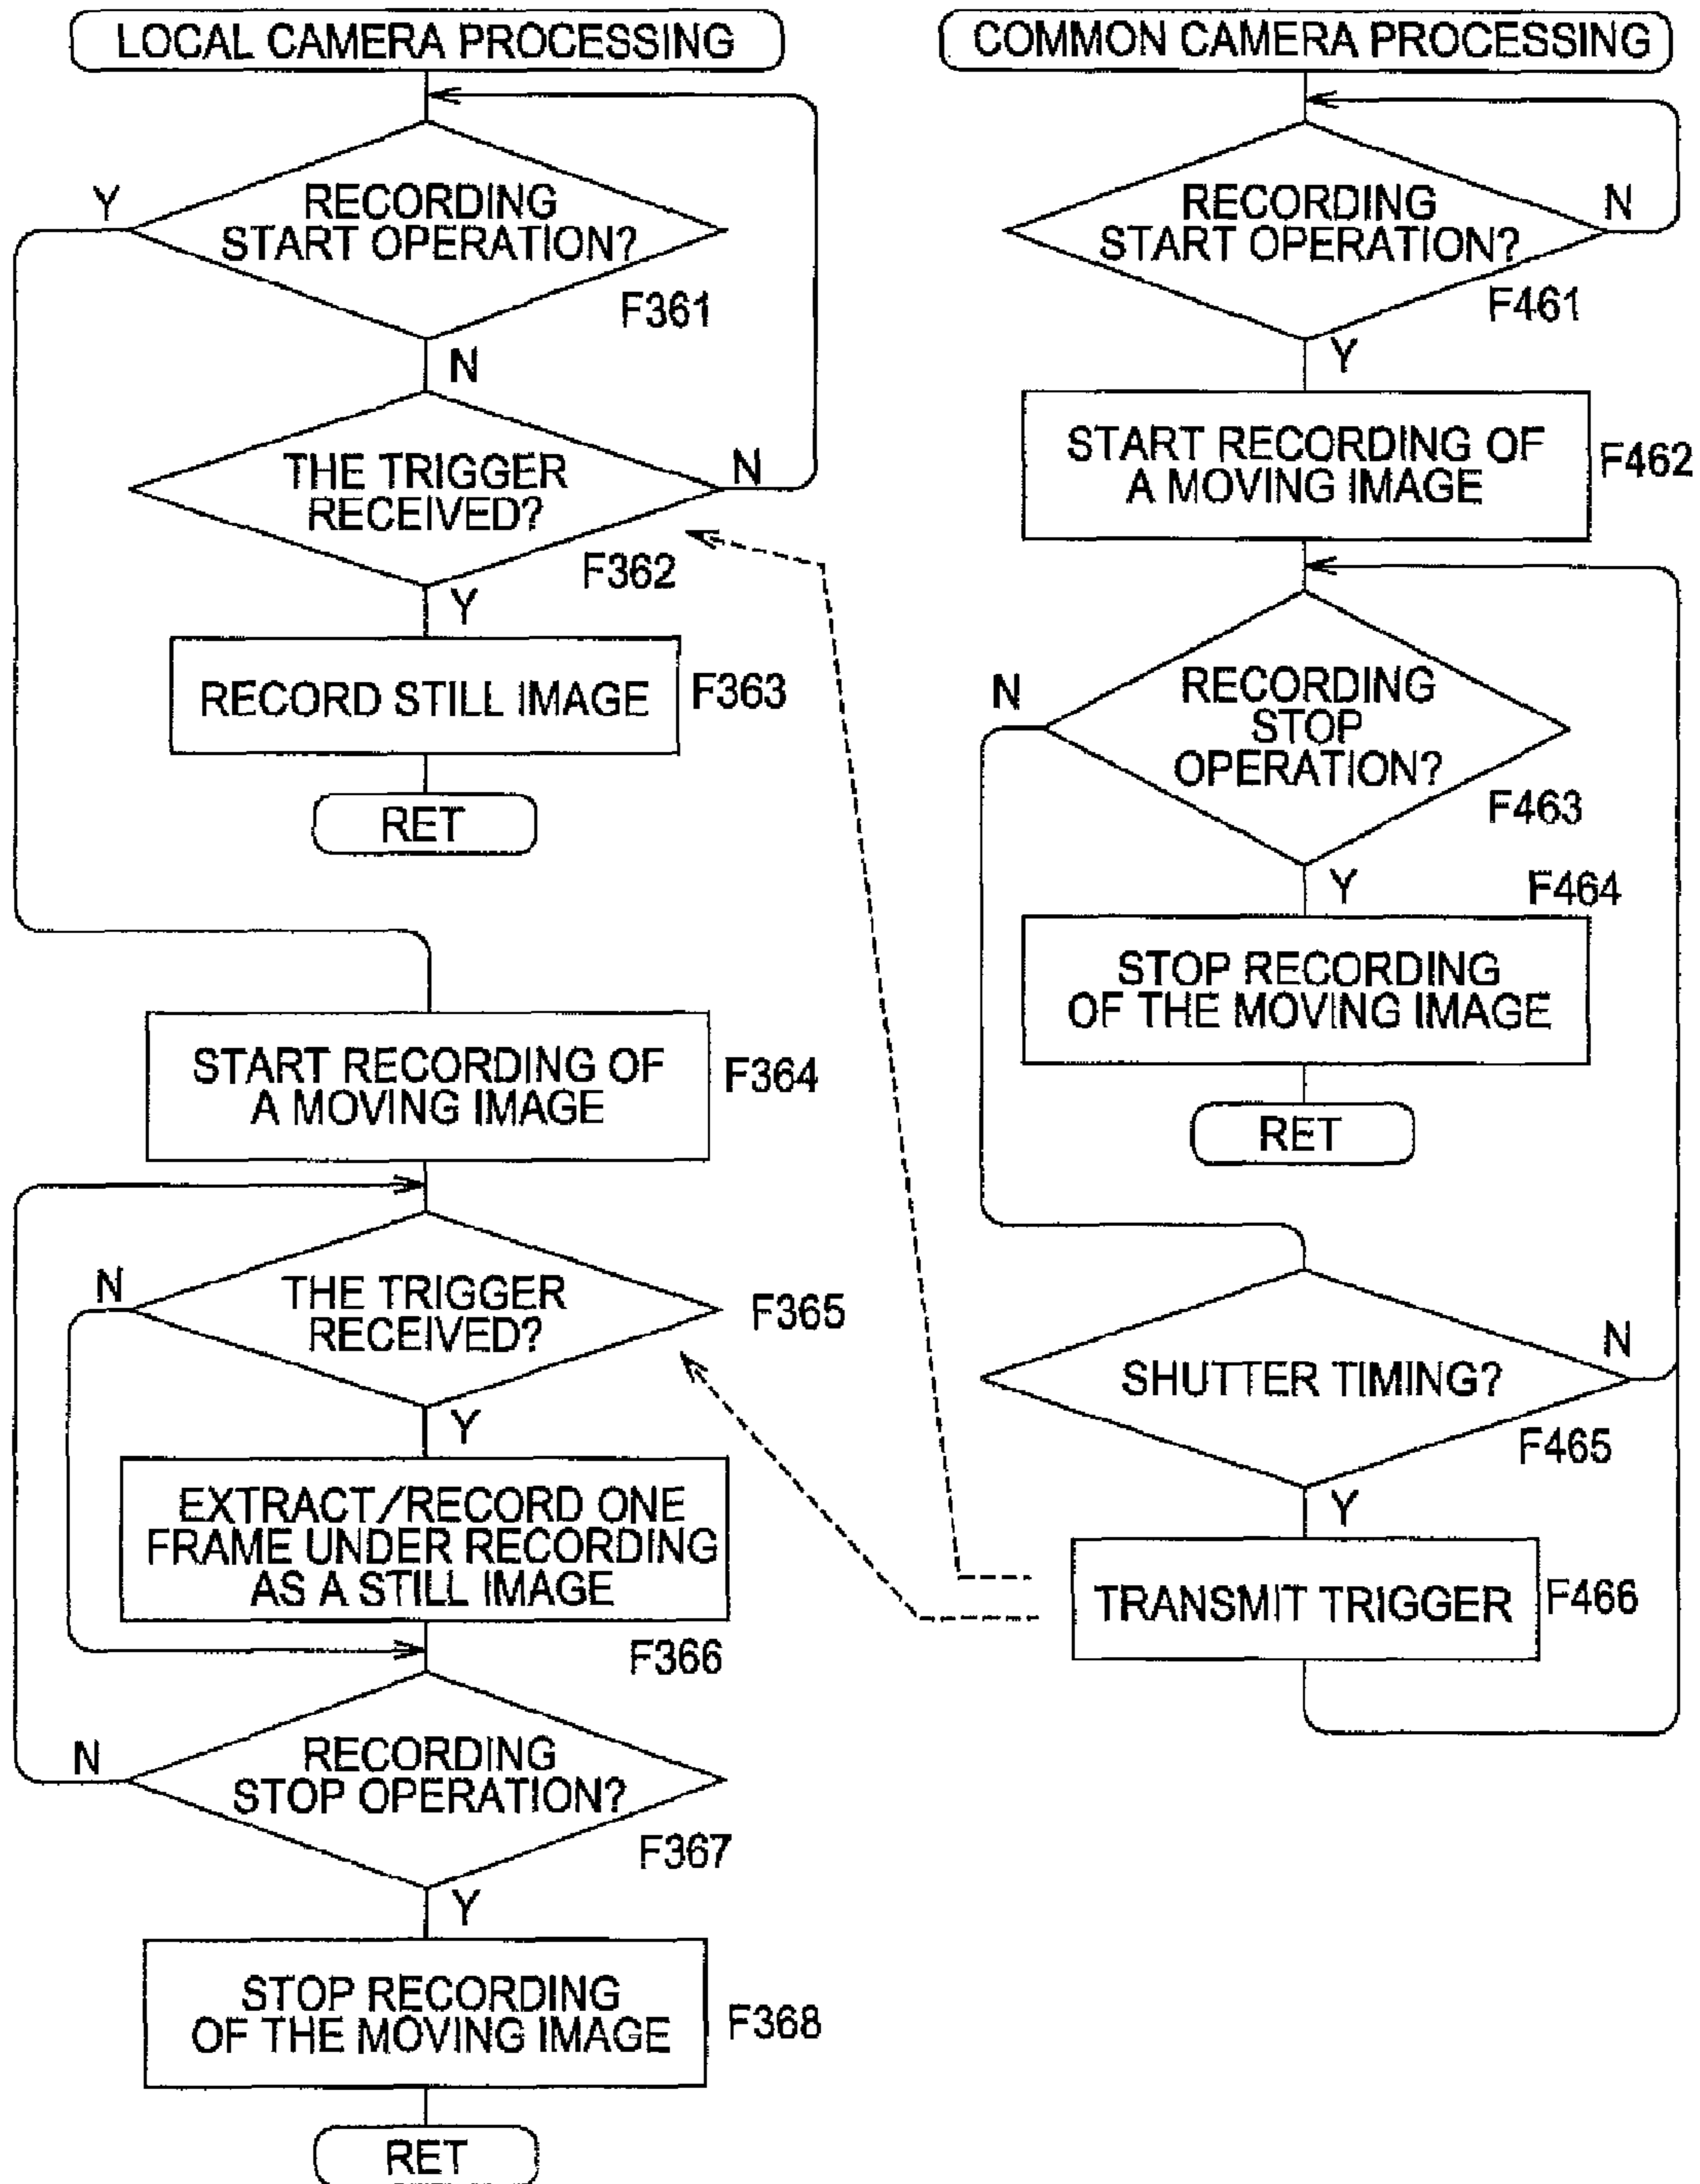 LOCAL CAMERA PROCESSING
Y
RECORDING
START OPERATION?
F361
N
THE TRIGGER
RECEIVED?
N
F362
Y
RECORD STILL IMAGE
F363
RET
START RECORDING OF
A MOVING IMAGE
F364
N
THE TRIGGER
RECEIVED?
F365
Y
EXTRACT/RECORD ONE
FRAME UNDER RECORDING
AS A STILL IMAGE
F366
N
RECORDING
STOP OPERATION?
F367
Y
STOP RECORDING
OF THE MOVING IMAGE
F368
RET
COMMON CAMERA PROCESSING
RECORDING
START OPERATION?
N
F461
Y
START RECORDING OF
A MOVING IMAGE
F462
N
RECORDING
STOP
OPERATION?
F463
Y
F464
STOP RECORDING
OF THE MOVING IMAGE
RET
SHUTTER TIMING?
N
F465
Y
TRANSMIT TRIGGER
F466